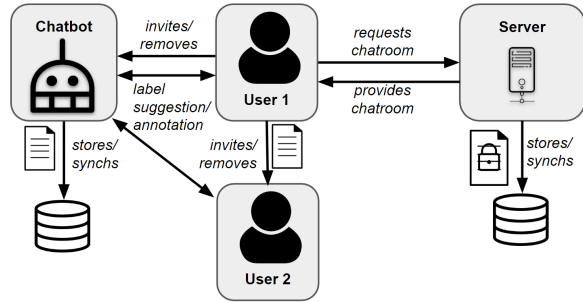 Chatbot
invites/
removes
User 1
requests
chatroom
Server
label
suggestion/
annotation
provides
chatroom
stores/
synchs
invites/
removes
stores/
synchs
User 2